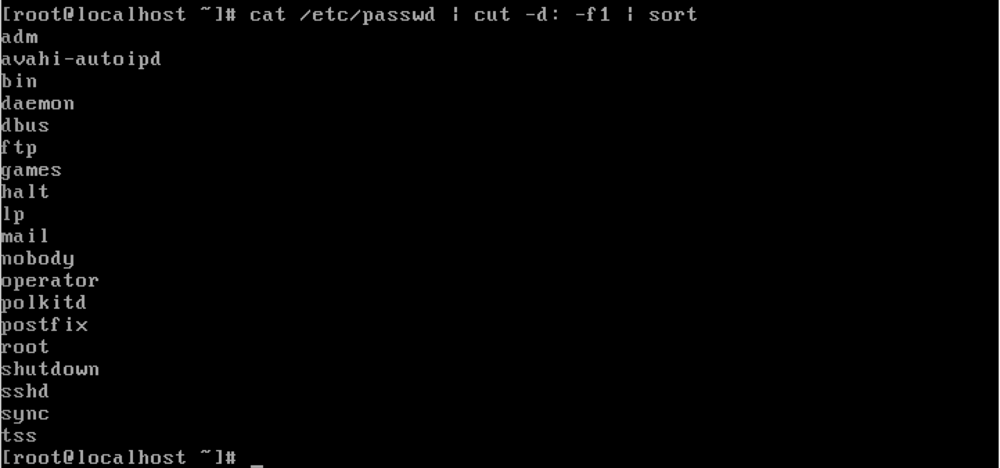 [root@localhost ~]# cat /etc/passwd | cut -d: -f1 | sort
adm
avahi-autoipd
bin
daemon
dbus
ftp
games
halt
lp
mail
nobody
operator
polkitd
postfix
root
shutdown
sshd
sync
tss
[root@localhost ~]# _